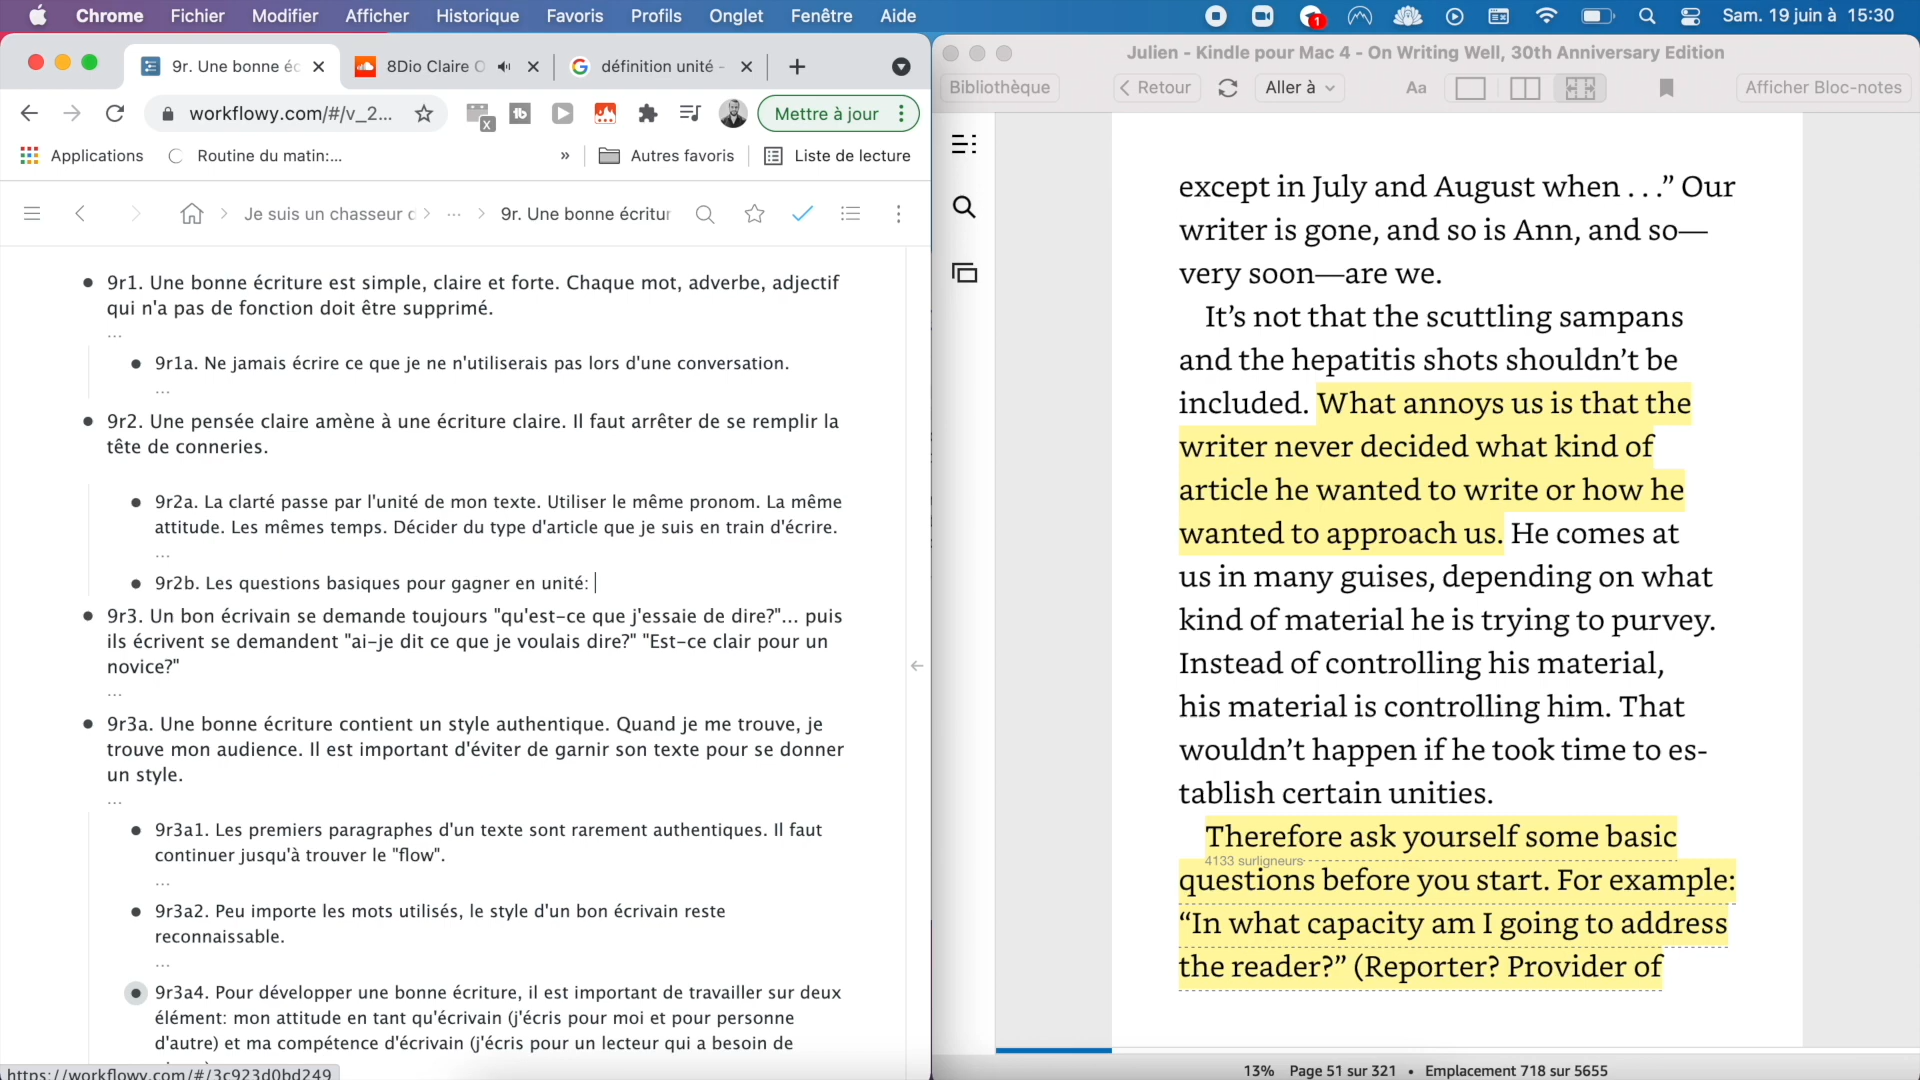 Chrome Fichier Modifier Afficher Historique Favoris Profils Onglet Fenêtre Aide
1
Sam. 19 juin à 15:30
9r. Une bonne éc
8Dio Claire O
définition unité -
workflowy.com/#/v_2...
Mettre à jour
Applications
Routine du matin:...
»
Autres favoris
Liste de lecture
Je suis un chasseur d
...
9r. Une bonne écritur
9r1. Une bonne écriture est simple, claire et forte. Chaque mot, adverbe, adjectif
qui n'a pas de fonction doit être supprimé.
...
9r1a. Ne jamais écrire ce que je ne n'utiliserais pas lors d'une conversation.
...
9r2. Une pensée claire amène à une écriture claire. Il faut arrêter de se remplir la
tête de conneries.
9r2a. La clarté passe par l'unité de mon texte. Utiliser le même pronom. La même
attitude. Les mêmes temps. Décider du type d'article que je suis en train d'écrire.
...
9r2b. Les questions basiques pour gagner en unité:
9r3. Un bon écrivain se demande toujours "qu'est-ce que j'essaie de dire?"... puis
ils écrivent se demandent "ai-je dit ce que je voulais dire?" "Est-ce clair pour un
novice?"
...
9r3a. Une bonne écriture contient un style authentique. Quand je me trouve, je
trouve mon audience. Il est important d'éviter de garnir son texte pour se donner
un style.
...
9r3a1. Les premiers paragraphes d'un texte sont rarement authentiques. Il faut
continuer jusqu'à trouver le "flow".
...
9r3a2. Peu importe les mots utilisés, le style d'un bon écrivain reste
reconnaissable.
...
9r3a4. Pour développer une bonne écriture, il est important de travailler sur deux
élément: mon attitude en tant qu'écrivain (j'écris pour moi et pour personne
d'autre) et ma compétence d'écrivain (j'écris pour un lecteur qui a besoin de
https://workflowy.com/#/3c923d0bd249
Julien - Kindle pour Mac 4 - On Writing Well, 30th Anniversary Edition
Bibliothèque
Retour
Aller à
Aa
Afficher Bloc-notes
except in July and August when . . .” Our
writer is gone, and so is Ann, and so—
very soon—are we.
It’s not that the scuttling sampans
and the hepatitis shots shouldn’t be
included. What annoys us is that the
writer never decided what kind of
article he wanted to write or how he
wanted to approach us. He comes at
us in many guises, depending on what
kind of material he is trying to purvey.
Instead of controlling his material,
his material is controlling him. That
wouldn’t happen if he took time to es-
tablish certain unities.
Therefore ask yourself some basic
4133 surligneurs
questions before you start. For example:
“In what capacity am I going to address
the reader?” (Reporter? Provider of
13% Page 51 sur 321 • Emplacement 718 sur 5655